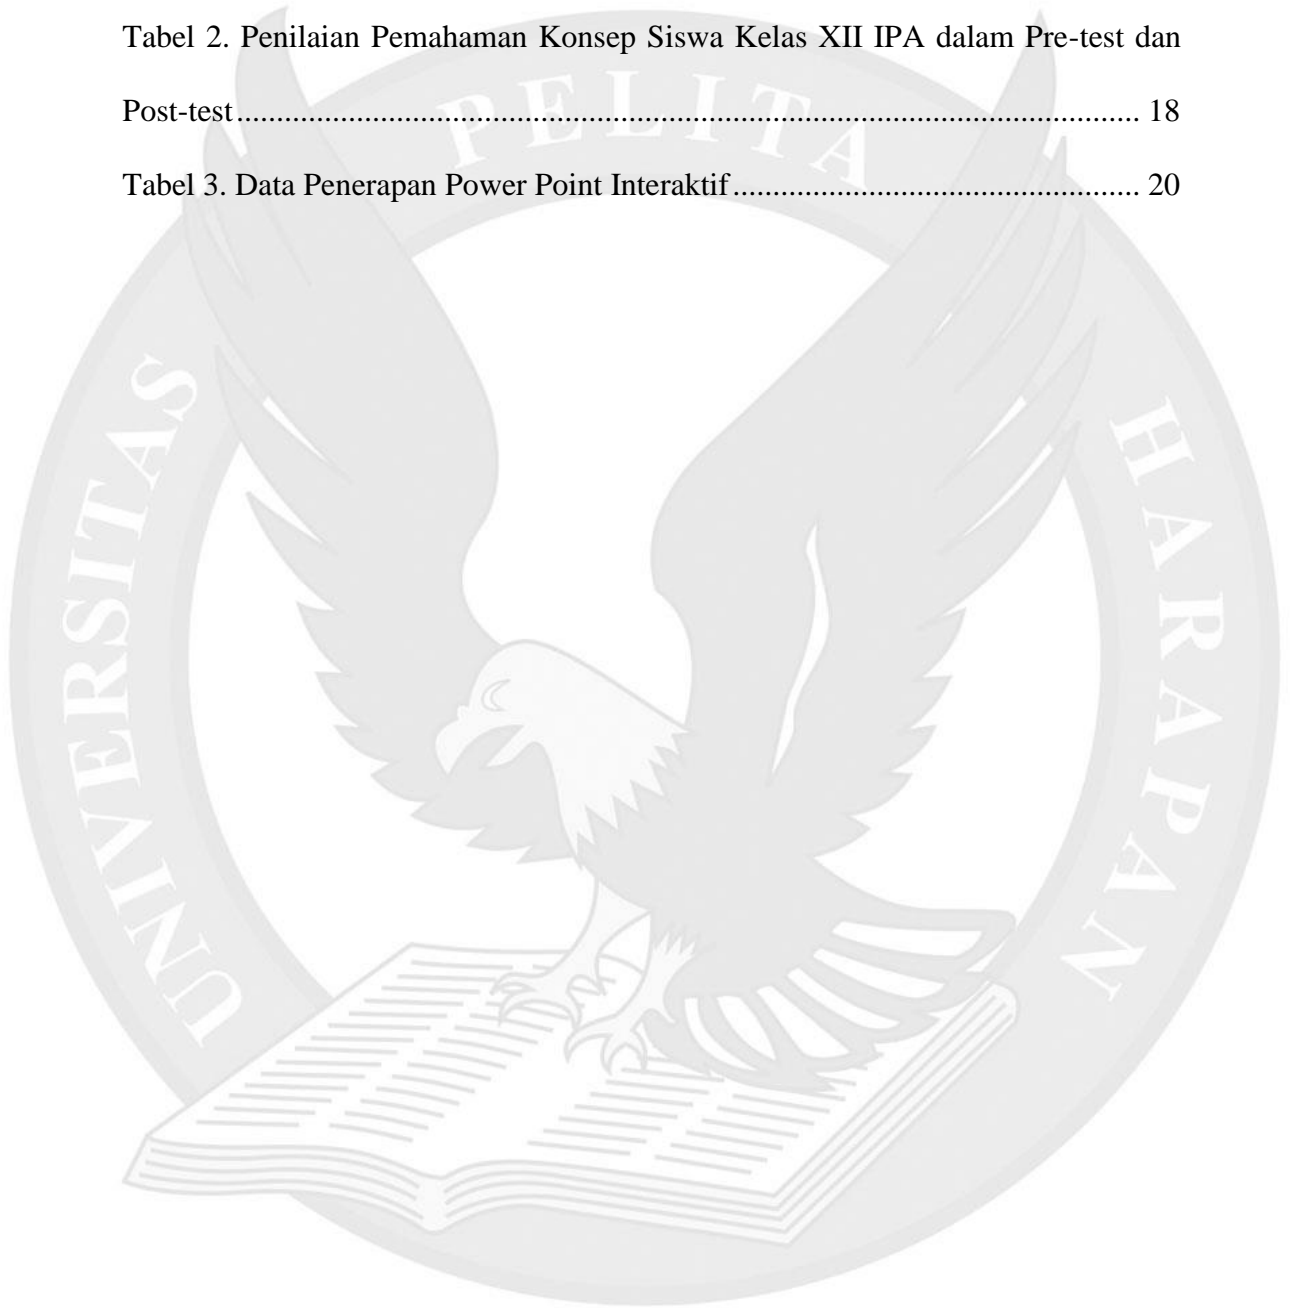 Tabel 2. Penilaian Pemahaman Konsep Siswa Kelas XII IPA dalam Pre-test dan
Post-test.................................................................................................................. 18
Tabel 3. Data Penerapan Power Point Interaktif................................................... 20
UNIVERSITAS PELITA HARAPAN